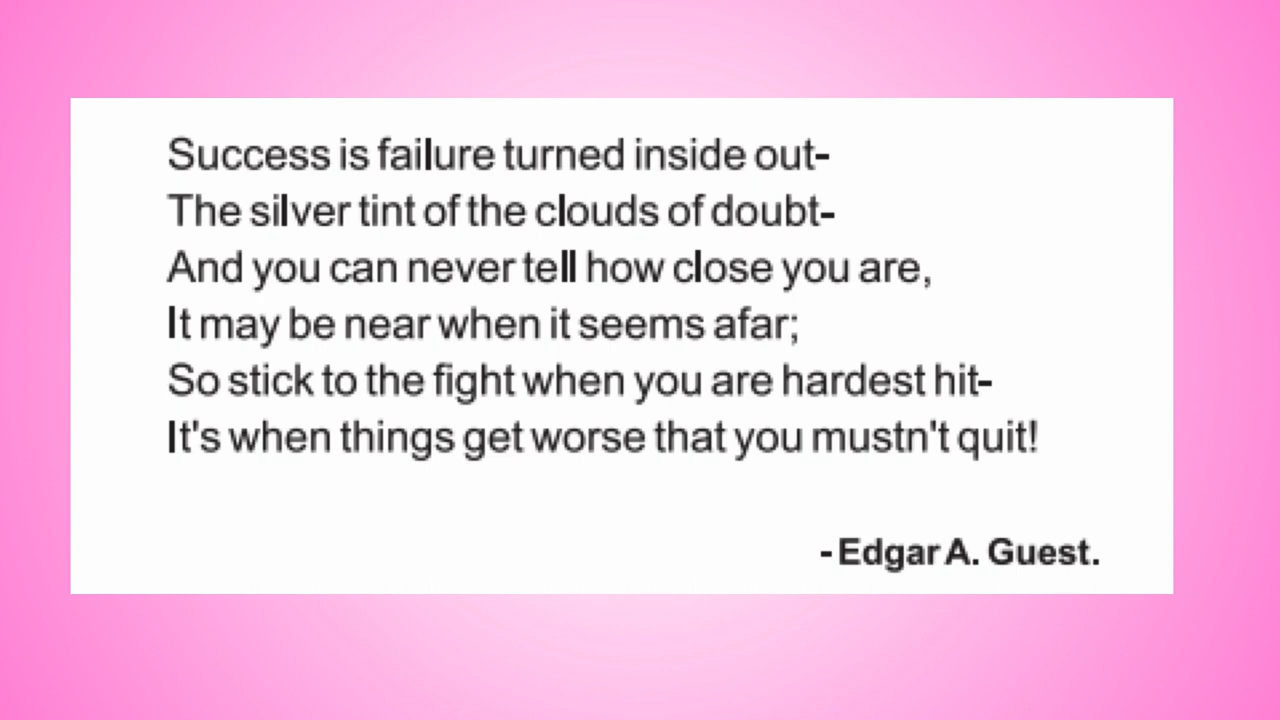 Success is failure turned inside out-
The silver tint of the clouds of doubt-
And you can never tell how close you are,
It may be near when it seems afar;
So stick to the fight when you are hardest hit-
It's when things get worse that you mustn't quit!
- Edgar A. Guest.